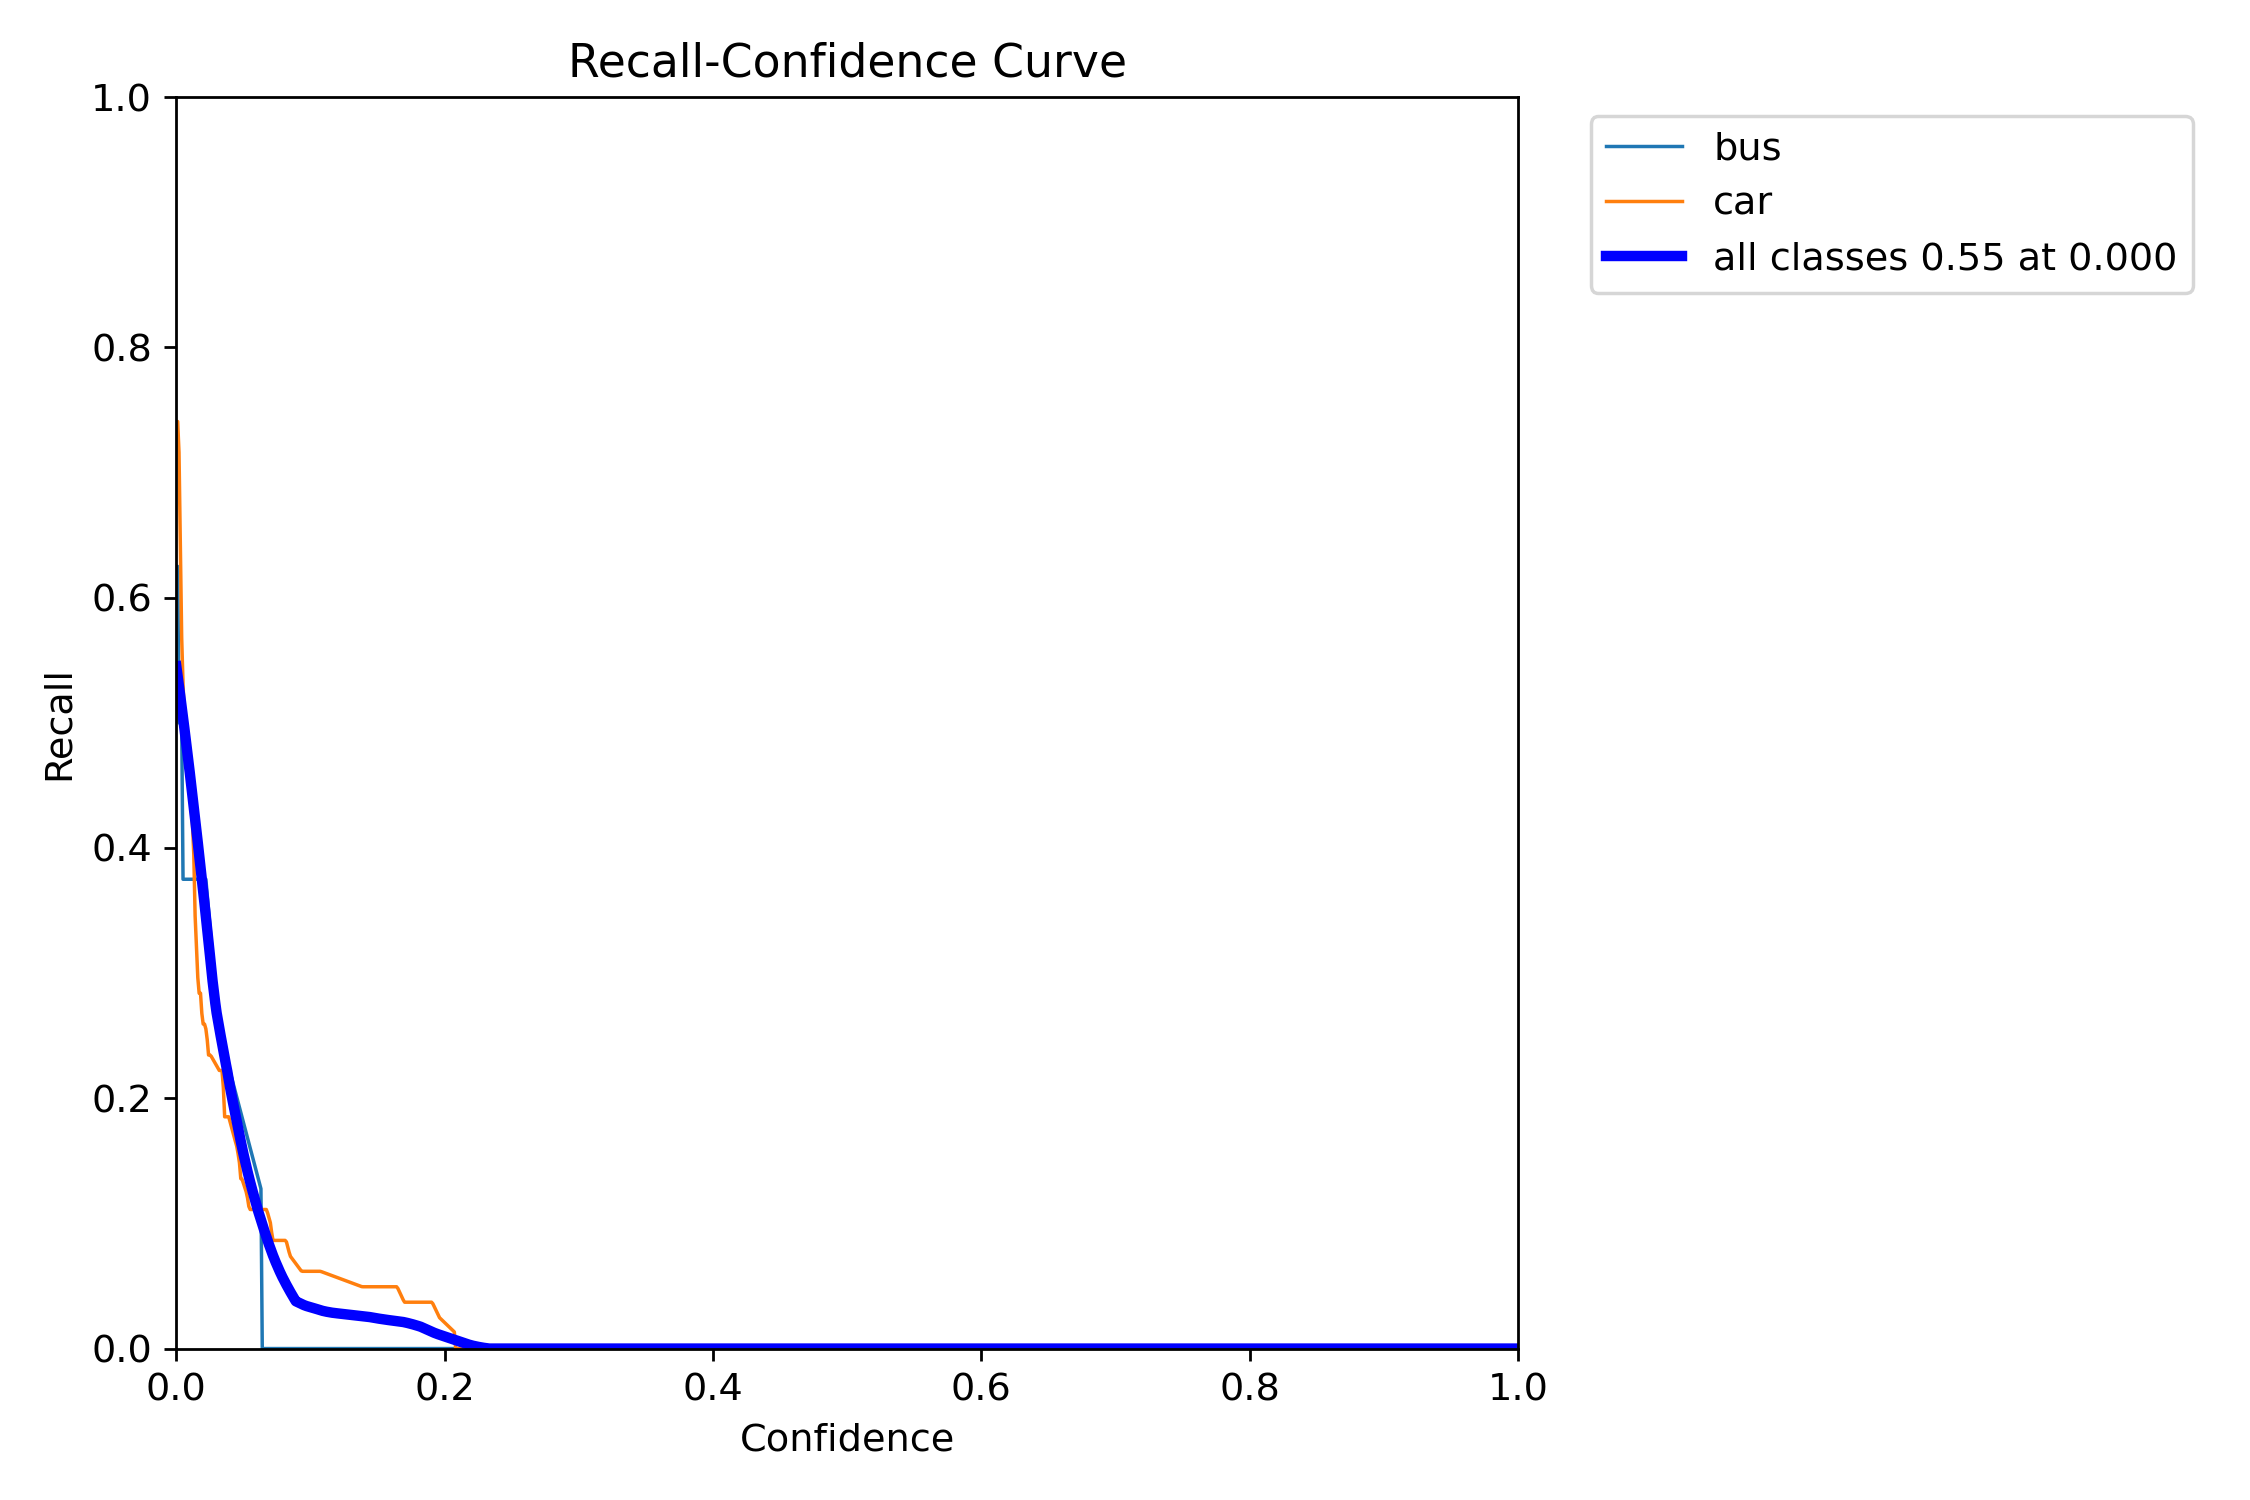 Recall-Confidence Curve
1.0
0.8
0.6
0.4
0.2
0.0
Recall
0.0 0.2 0.4 0.6 0.8 1.0
Confidence
bus
car
all classes 0.55 at 0.000